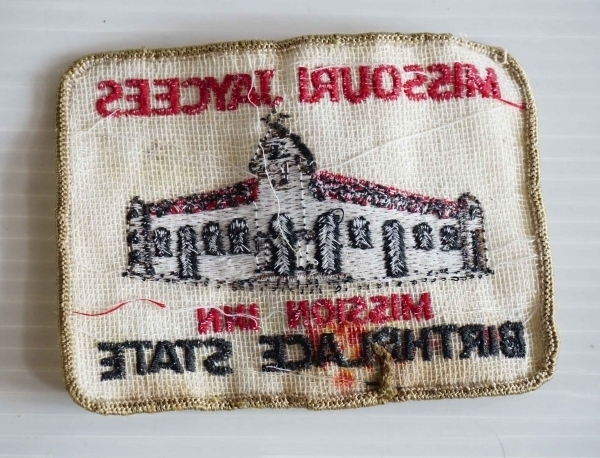 MISSOURI JAYCEES
MISSION INN
BIRTHPLACE STATE